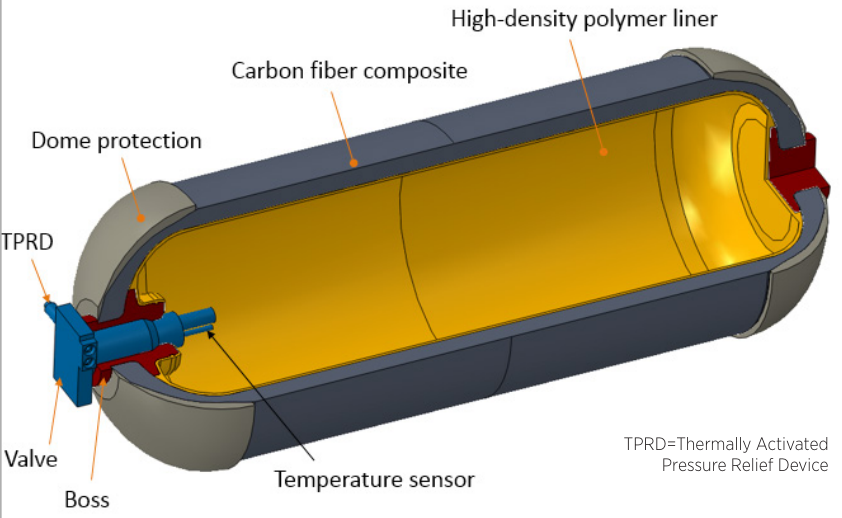 High-density polymer liner
Carbon fiber composite
Dome protection
TPRD
Valve
Boss
Temperature sensor
TPRD=Thermally Activated
Pressure Relief Device